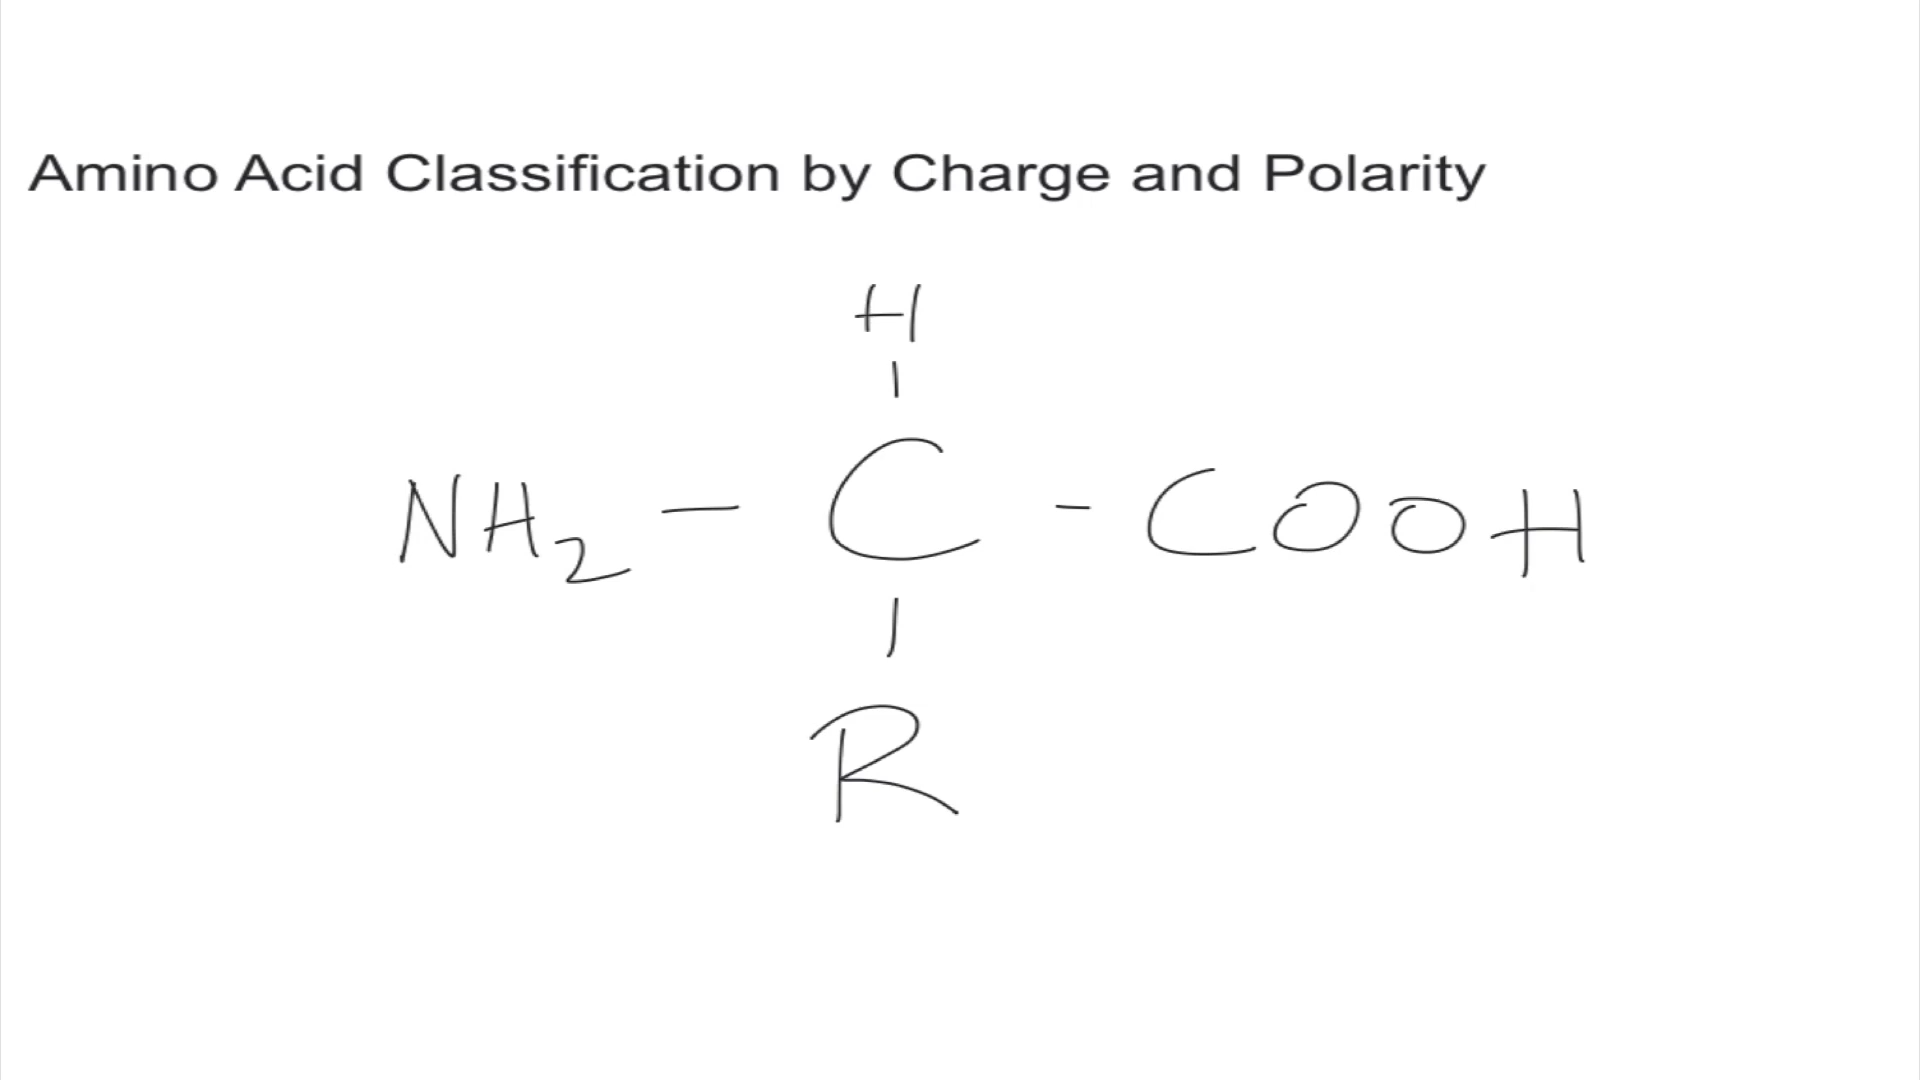 Amino Acid Classification by Charge and Polarity
H
NH₂ - C - COOH
R